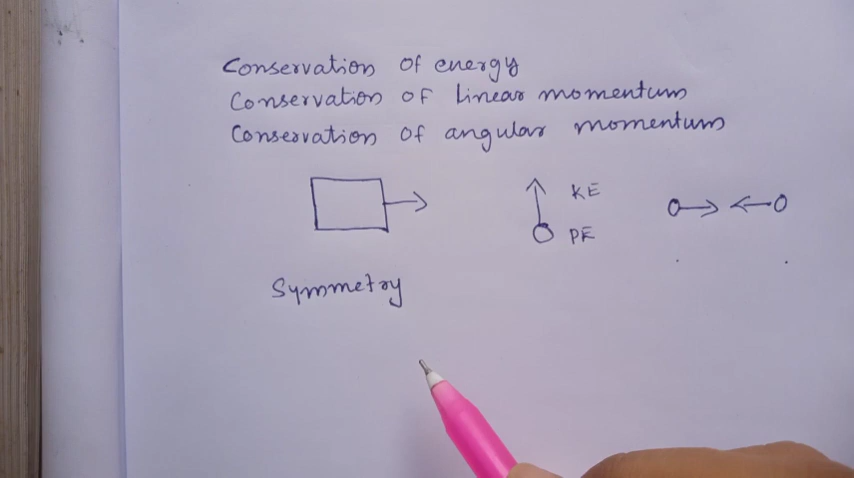 Conservation of energy
Conservation of Linear momentum
Conservation of angular momentum
KE
PE
Symmetry